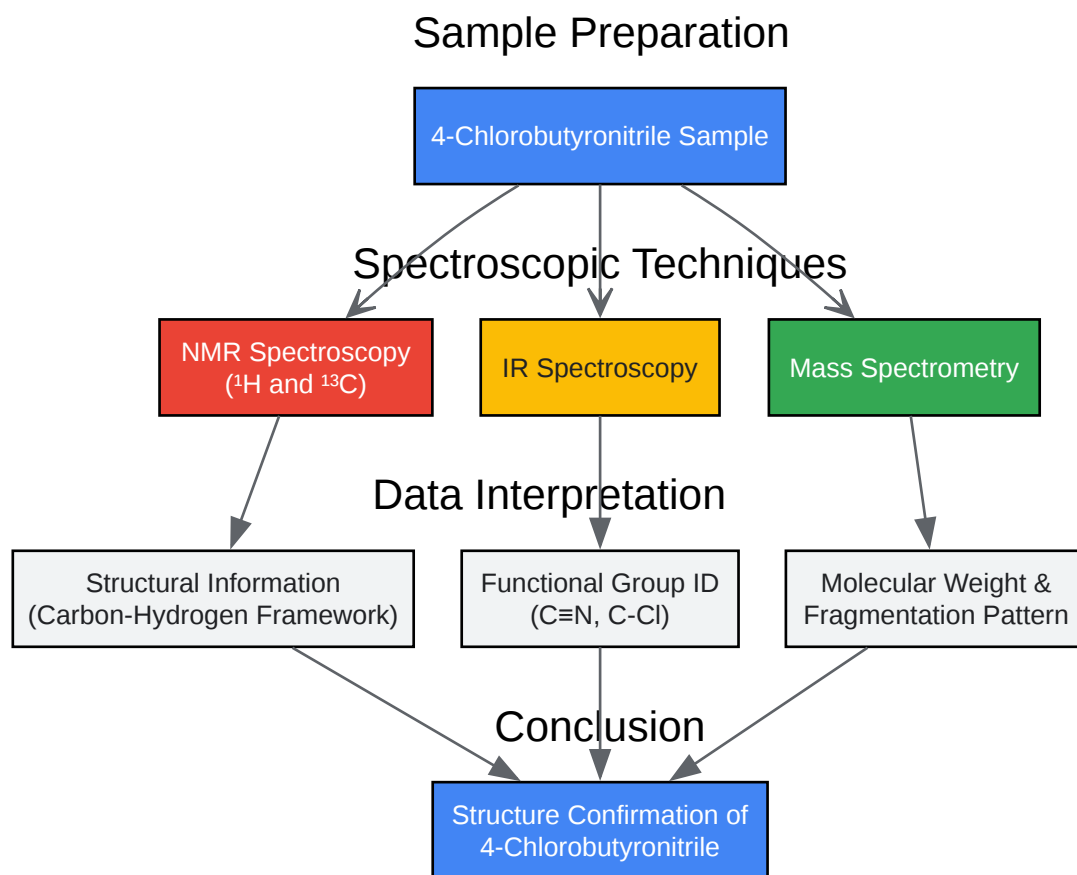 Sample Preparation
4-Chlorobutyronitrile Sample
Spectroscopic Techniques
NMR Spectroscopy
(¹H and ¹³C)
IR Spectroscopy
Mass Spectrometry
Data Interpretation
Structural Information
(Carbon-Hydrogen Framework)
Functional Group ID
(C≡N, C-Cl)
Molecular Weight &
Fragmentation Pattern
Conclusion
Structure Confirmation of
4-Chlorobutyronitrile